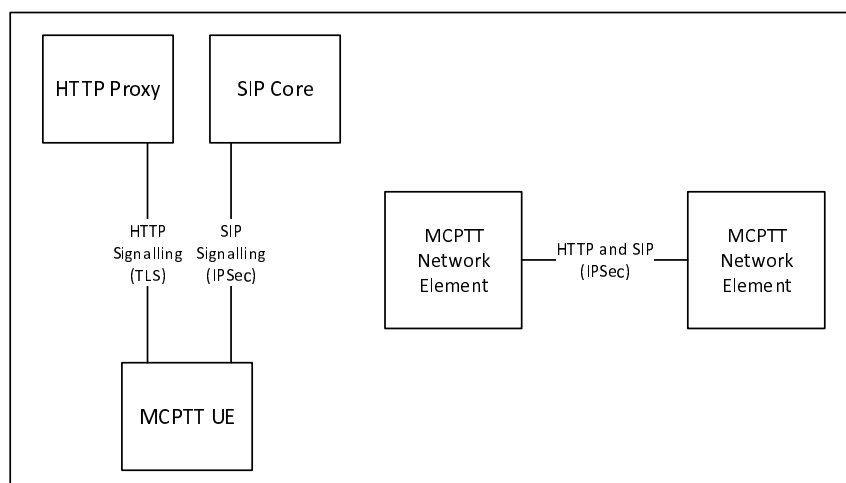 HTTP Proxy
SIP Core
HTTP
Signalling
(TLS)
SIP
Signalling
(IPSec)
MCPTT UE
MCPTT
Network
Element
HTTP and SIP
(IPSec)
MCPTT
Network
Element